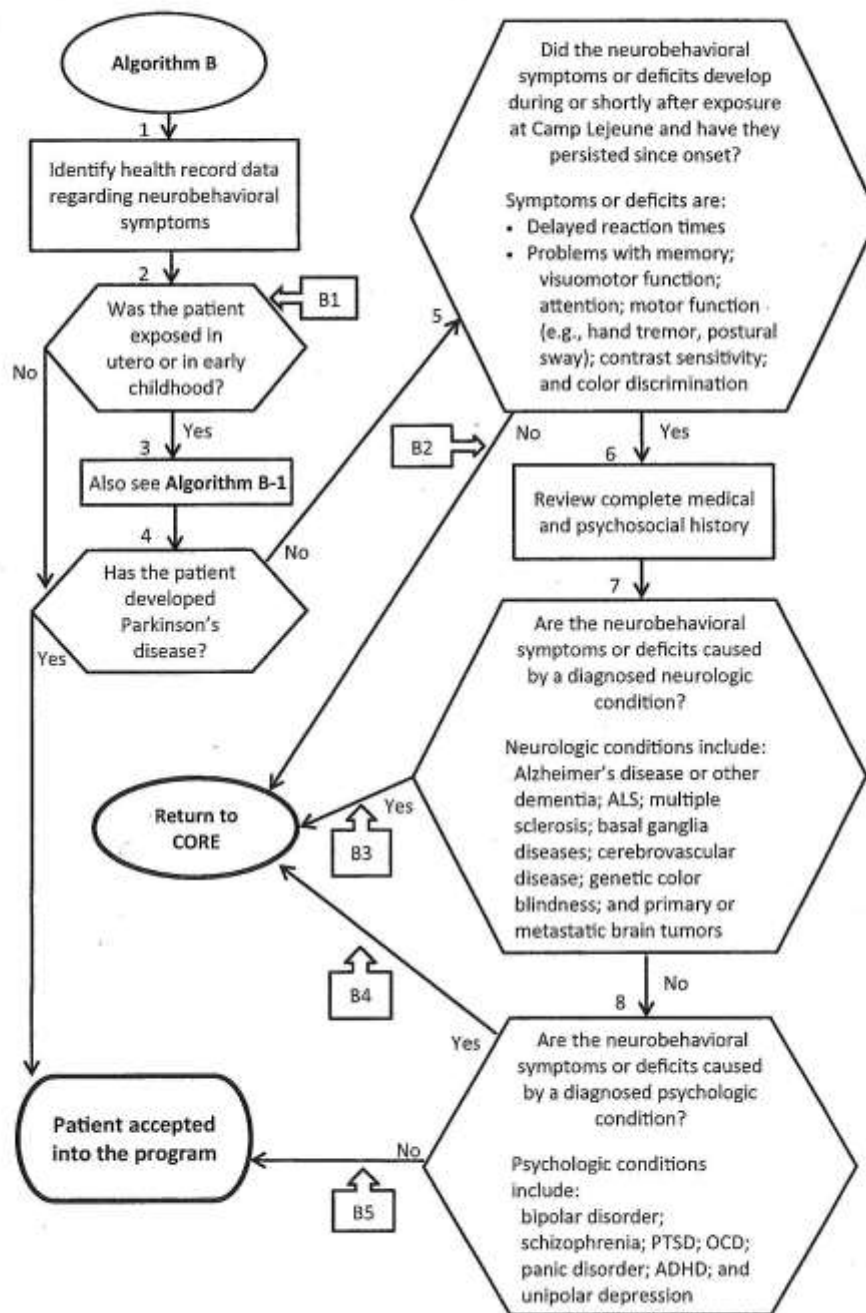 Algorithm B
1
Identify health record data
regarding neurobehavioral
symptoms
2
B1
Was the patient
exposed in
utero or in early
childhood?
No
Yes
3
Also see Algorithm B-1
4
Has the patient
developed
Parkinson's
disease?
No
Yes
5
Did the neurobehavioral
symptoms or deficits develop
during or shortly after exposure
at Camp Lejeune and have they
persisted since onset?
Symptoms or deficits are:
• Delayed reaction times
• Problems with memory;
visuomotor function;
attention; motor function
(e.g., hand tremor, postural
sway); contrast sensitivity;
and color discrimination
B2
No
Yes
6
Review complete medical
and psychosocial history
7
Are the neurobehavioral
symptoms or deficits caused
by a diagnosed neurologic
condition?
Neurologic conditions include:
Alzheimer's disease or other
dementia; ALS; multiple
sclerosis; basal ganglia
diseases; cerebrovascular
disease; genetic color
blindness; and primary or
metastatic brain tumors
Yes
B3
Return to
CORE
No
8
Are the neurobehavioral
symptoms or deficits caused
by a diagnosed psychologic
condition?
Psychologic conditions
include:
bipolar disorder;
schizophrenia; PTSD; OCD;
panic disorder; ADHD; and
unipolar depression
Yes
B4
No
B5
Patient accepted
into the program